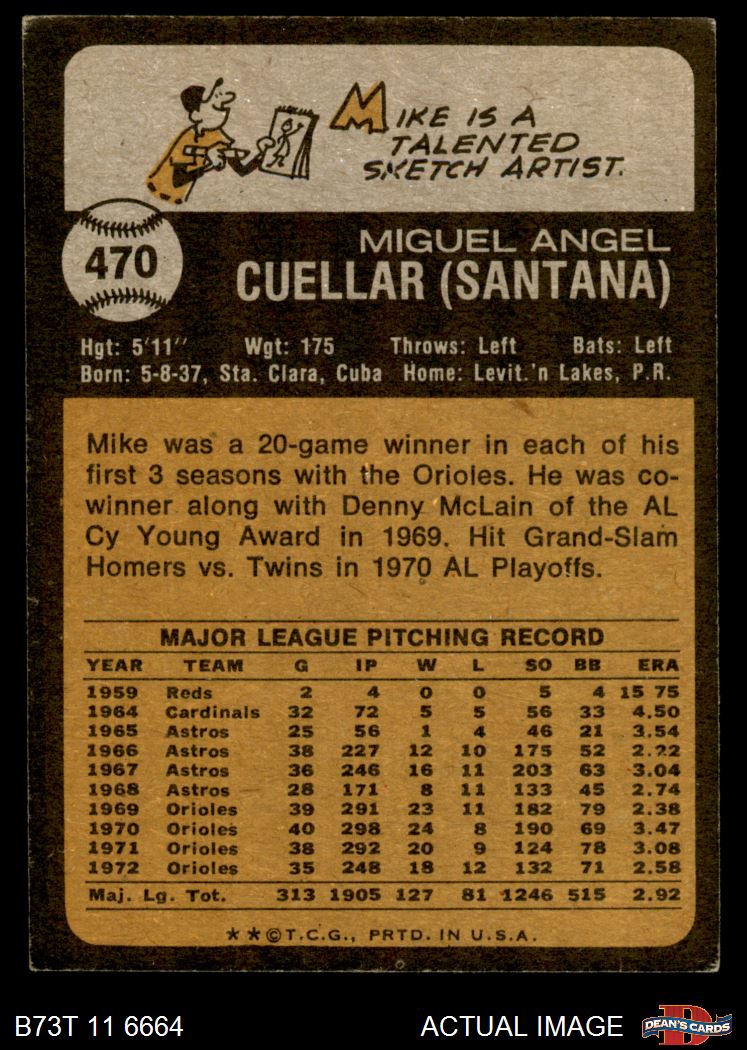 MIKE IS A
TALENTED
SKETCH ARTIST.
470
MIGUEL ANGEL
CUELLAR (SANTANA)
Hgt: 5'11" Wgt: 175 Throws: Left Bats: Left
Born: 5-8-37, Sta. Clara, Cuba Home: Levit.'n Lakes, P.R.
Mike was a 20-game winner in each of his
first 3 seasons with the Orioles. He was co-
winner along with Denny McLain of the AL
Cy Young Award in 1969. Hit Grand-Slam
Homers vs. Twins in 1970 AL Playoffs.
MAJOR LEAGUE PITCHING RECORD
YEAR TEAM G IP W L SO BB ERA
1959 Reds 2 4 0 0 5 4 15 75
1964 Cardinals 32 72 5 5 56 33 4.50
1965 Astros 25 56 1 4 46 21 3.54
1966 Astros 38 227 12 10 175 52 2.22
1967 Astros 36 246 16 11 203 63 3.04
1968 Astros 28 171 8 11 133 45 2.74
1969 Orioles 39 291 23 11 182 79 2.38
1970 Orioles 40 298 24 8 190 69 3.47
1971 Orioles 38 292 20 9 124 78 3.08
1972 Orioles 35 248 18 12 132 71 2.58
Maj. Lg. Tot. 313 1905 127 81 1246 515 2.92
**©T.C.G., PRTD. IN U.S.A.
B73T 11 6664 ACTUAL IMAGE
DEAN'S CARDS